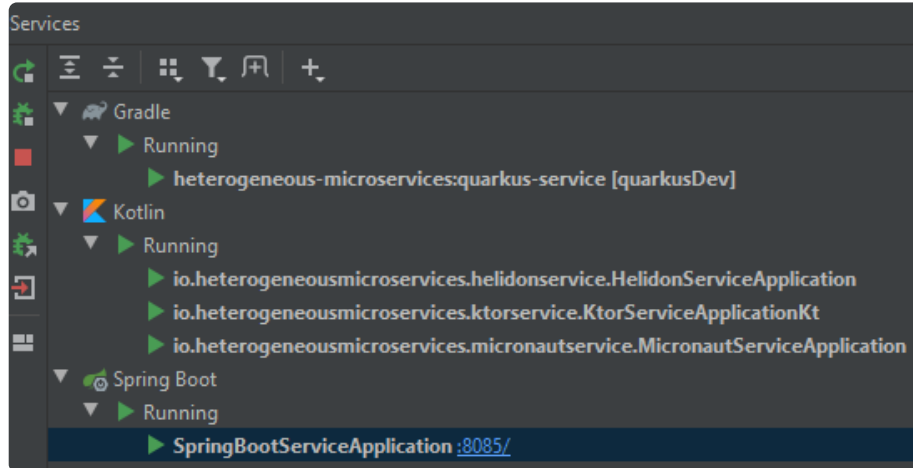 Services
Gradle
Running
heterogeneous-microservices:quarkus-service [quarkusDev]
Kotlin
Running
io.heterogeneousmicroservices.helidonservice.HelidonServiceApplication
io.heterogeneousmicroservices.ktorservice.KtorServiceApplicationKt
io.heterogeneousmicroservices.micronautservice.MicronautServiceApplication
Spring Boot
Running
SpringBootServiceApplication :8085/